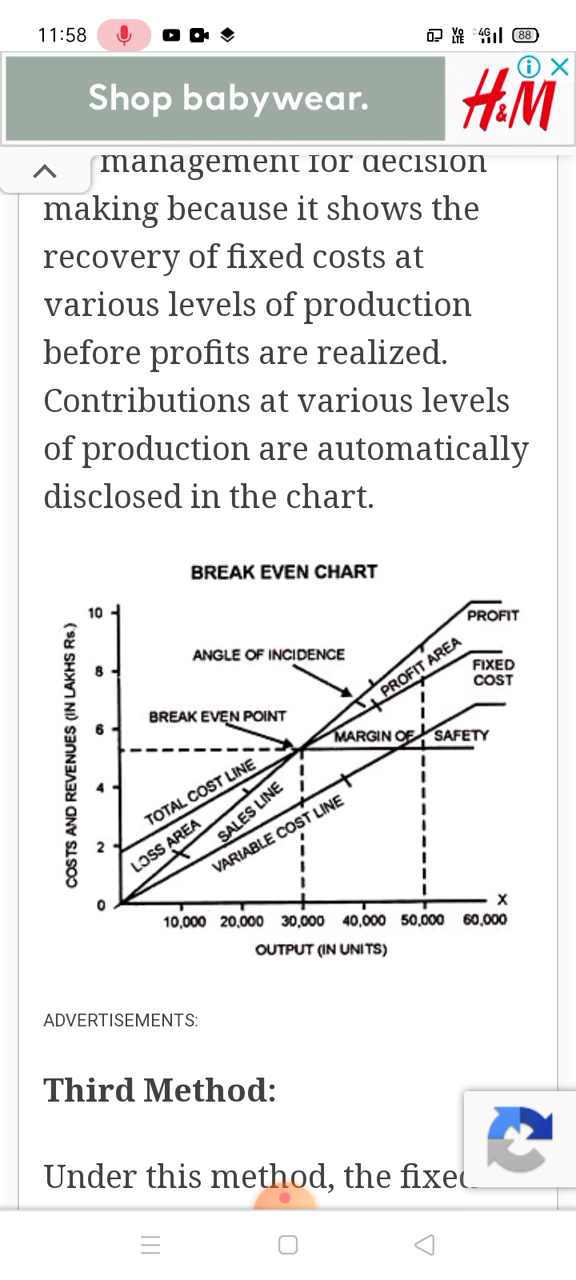 11:58
Vo LTE 4G 88
Shop babywear.
H&M
management for decision
making because it shows the
recovery of fixed costs at
various levels of production
before profits are realized.
Contributions at various levels
of production are automatically
disclosed in the chart.
BREAK EVEN CHART
COSTS AND REVENUES (IN LAKHS Rs.)
10
8
6
4
2
0
PROFIT
ANGLE OF INCIDENCE
PROFIT AREA
FIXED
COST
BREAK EVEN POINT
MARGIN OF SAFETY
TOTAL COST LINE
LOSS AREA
SALES LINE
VARIABLE COST LINE
X
10,000 20,000 30,000 40,000 50,000 60,000
OUTPUT (IN UNITS)
ADVERTISEMENTS:
Third Method:
Under this method, the fixed